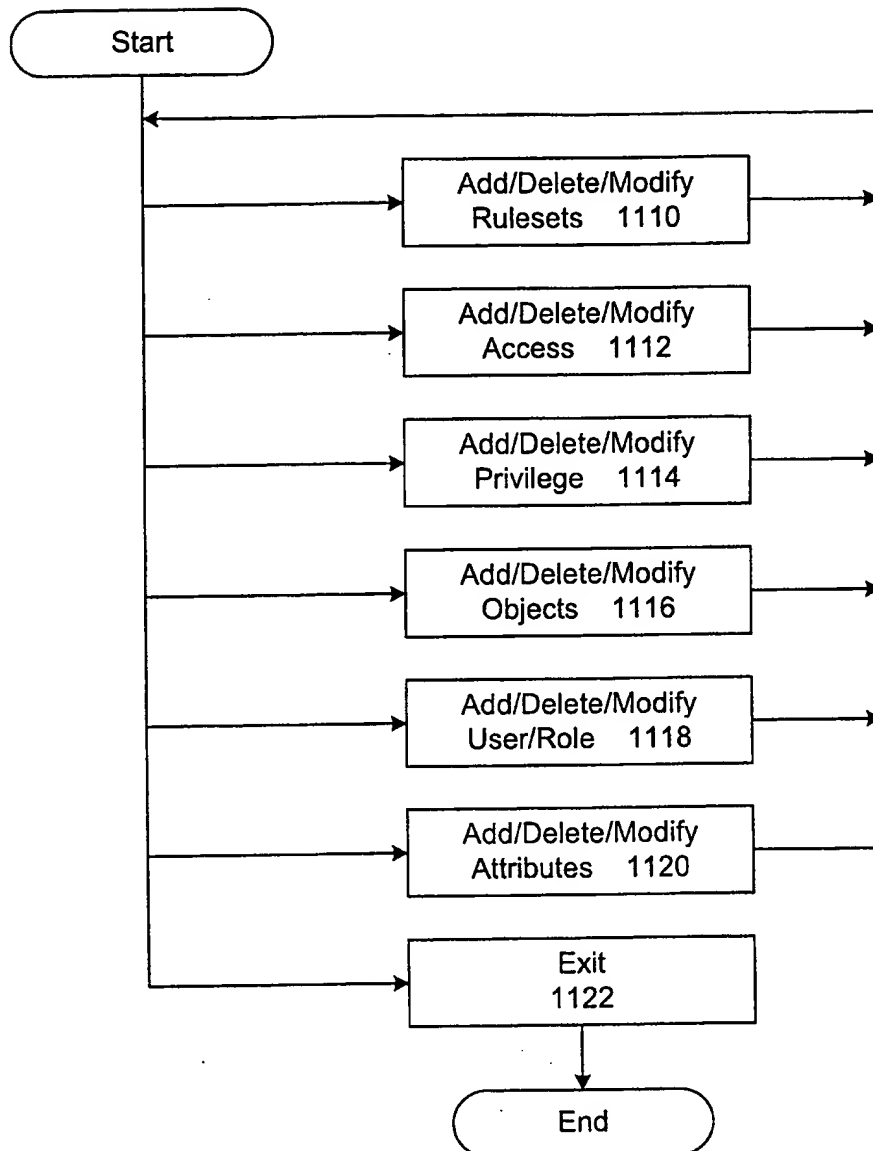 Start
Add/Delete/Modify
Rulesets 1110
Add/Delete/Modify
Access 1112
Add/Delete/Modify
Privilege 1114
Add/Delete/Modify
Objects 1116
Add/Delete/Modify
User/Role 1118
Add/Delete/Modify
Attributes 1120
Exit
1122
End